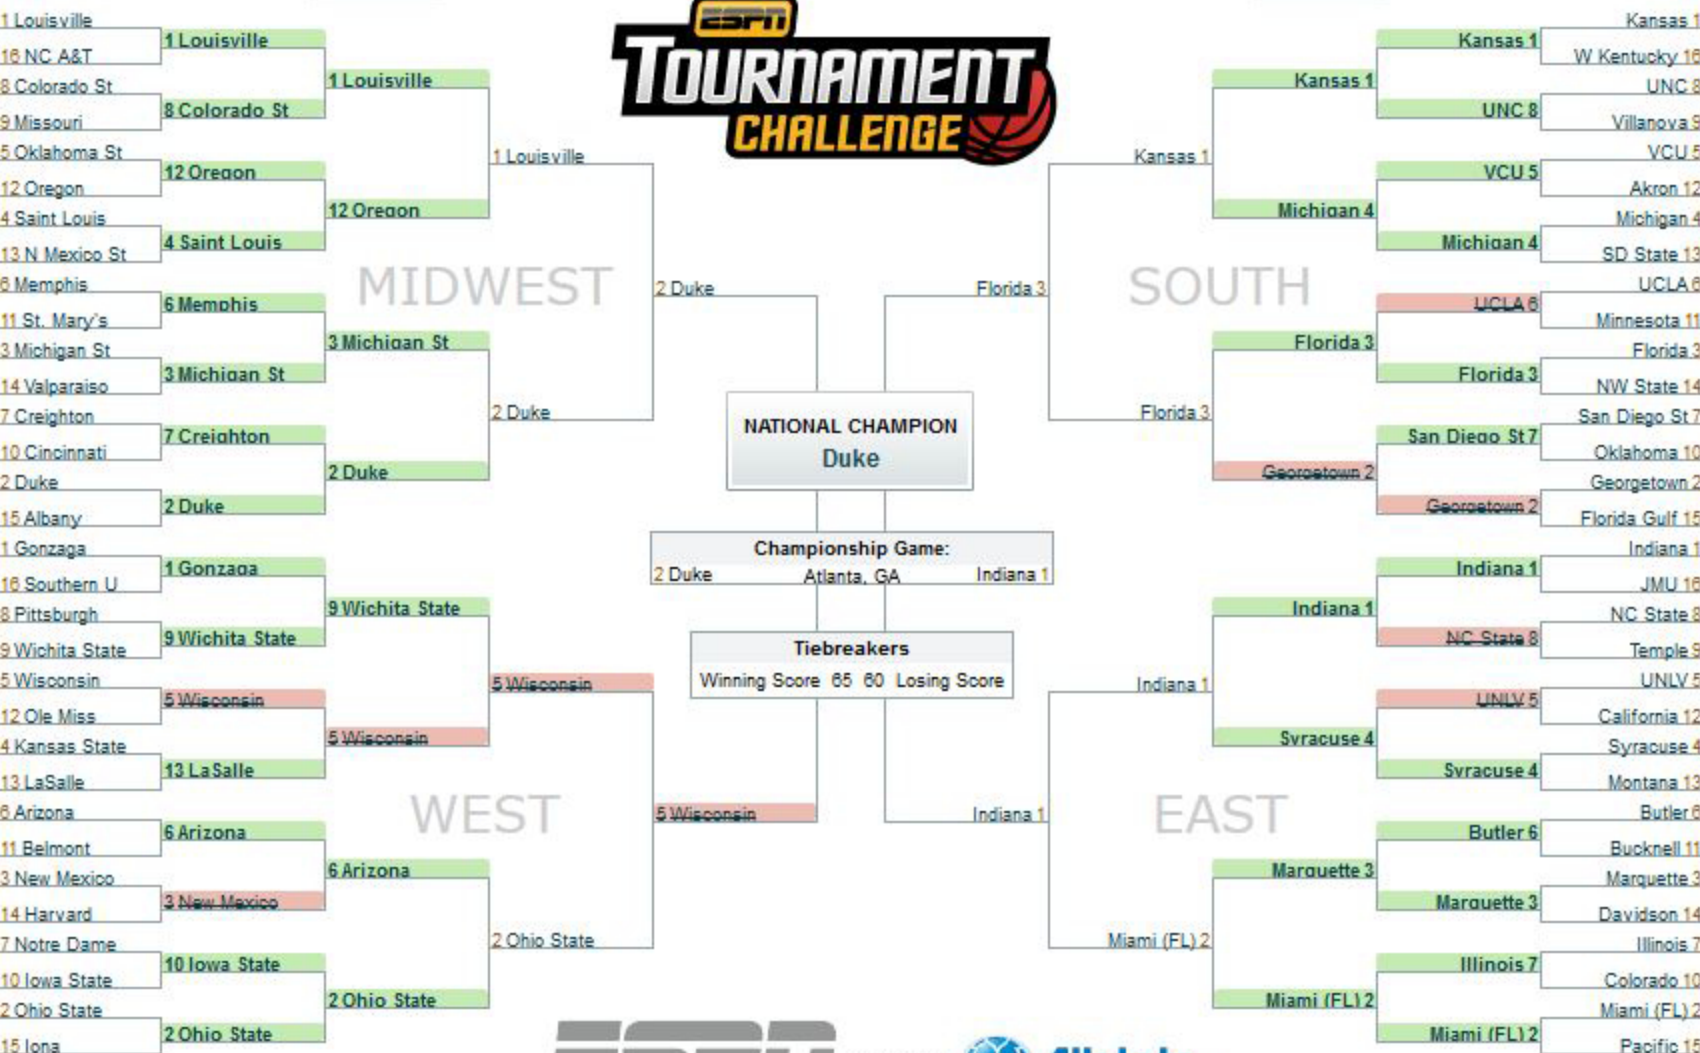 ESPN
TOURNAMENT
CHALLENGE
1 Louisville
16 NC A&T
8 Colorado St
9 Missouri
5 Oklahoma St
12 Oregon
4 Saint Louis
13 N Mexico St
6 Memphis
11 St. Mary's
3 Michigan St
14 Valparaiso
7 Creighton
10 Cincinnati
2 Duke
15 Albany
1 Gonzaga
16 Southern U
8 Pittsburgh
9 Wichita State
5 Wisconsin
12 Ole Miss
4 Kansas State
13 LaSalle
6 Arizona
11 Belmont
3 New Mexico
14 Harvard
7 Notre Dame
10 Iowa State
2 Ohio State
15 Iona
1 Louisville
8 Colorado St
12 Oregon
4 Saint Louis
6 Memphis
3 Michigan St
7 Creighton
2 Duke
1 Gonzaga
9 Wichita State
5 Wisconsin
13 LaSalle
6 Arizona
3 New Mexico
10 Iowa State
2 Ohio State
1 Louisville
12 Oregon
3 Michigan St
2 Duke
9 Wichita State
5 Wisconsin
6 Arizona
2 Ohio State
1 Louisville
2 Duke
5 Wisconsin
2 Ohio State
MIDWEST
WEST
2 Duke
5 Wisconsin
NATIONAL CHAMPION
Duke
Championship Game:
2 Duke Atlanta, GA Indiana 1
Tiebreakers
Winning Score 65 60 Losing Score
Florida 3
Indiana 1
SOUTH
EAST
Kansas 1
Florida 3
Indiana 1
Miami (FL) 2
Kansas 1
Michigan 4
Florida 3
Georgetown 2
Indiana 1
Syracuse 4
Marquette 3
Miami (FL) 2
Kansas 1
UNC 8
VCU 5
Michigan 4
UCLA 6
Florida 3
San Diego St 7
Georgetown 2
Indiana 1
NC State 8
UNLV 5
Syracuse 4
Butler 6
Marquette 3
Illinois 7
Miami (FL) 2
Kansas 1
W Kentucky 16
UNC 8
Villanova 9
VCU 5
Akron 12
Michigan 4
SD State 13
UCLA 6
Minnesota 11
Florida 3
NW State 14
San Diego St 7
Oklahoma 10
Georgetown 2
Florida Gulf 15
Indiana 1
JMU 16
NC State 8
Temple 9
UNLV 5
California 12
Syracuse 4
Montana 13
Butler 6
Bucknell 11
Marquette 3
Davidson 14
Illinois 7
Colorado 10
Miami (FL) 2
Pacific 15
ESPN